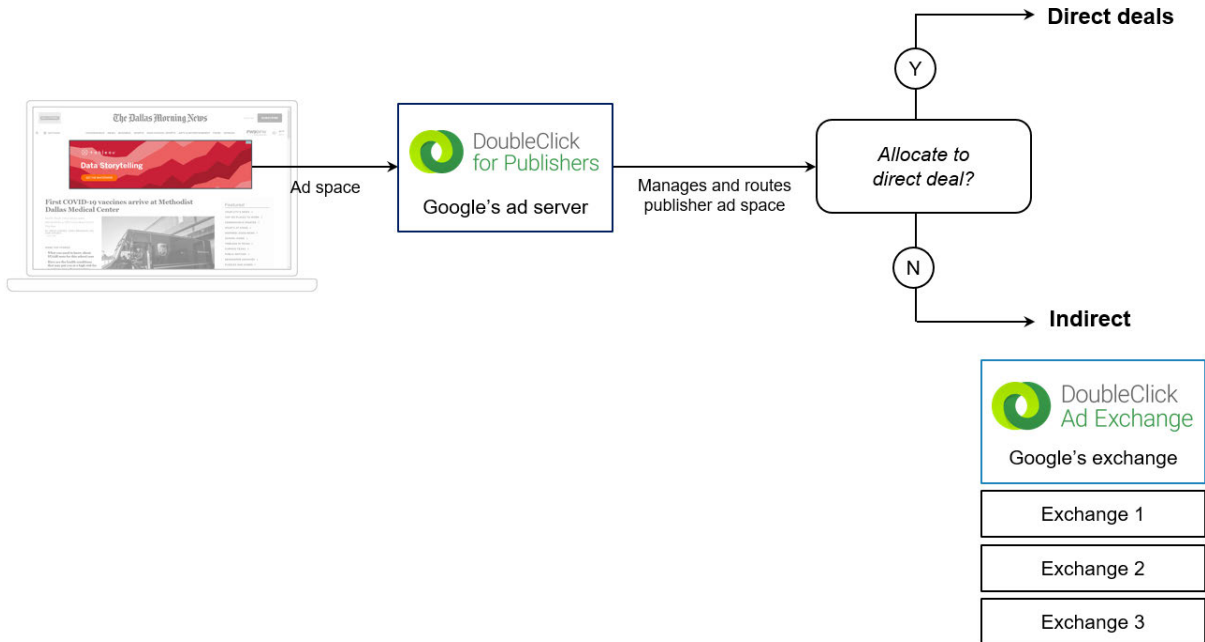 Direct deals
Y
The Dallas Morning News
Data Storytelling
First COVID-19 vaccines arrive at Methodist
Dallas Medical Center
Ad space
DoubleClick
for Publishers
Google's ad server
Manages and routes
publisher ad space
Allocate to
direct deal?
N
Indirect
DoubleClick
Ad Exchange
Google's exchange
Exchange 1
Exchange 2
Exchange 3